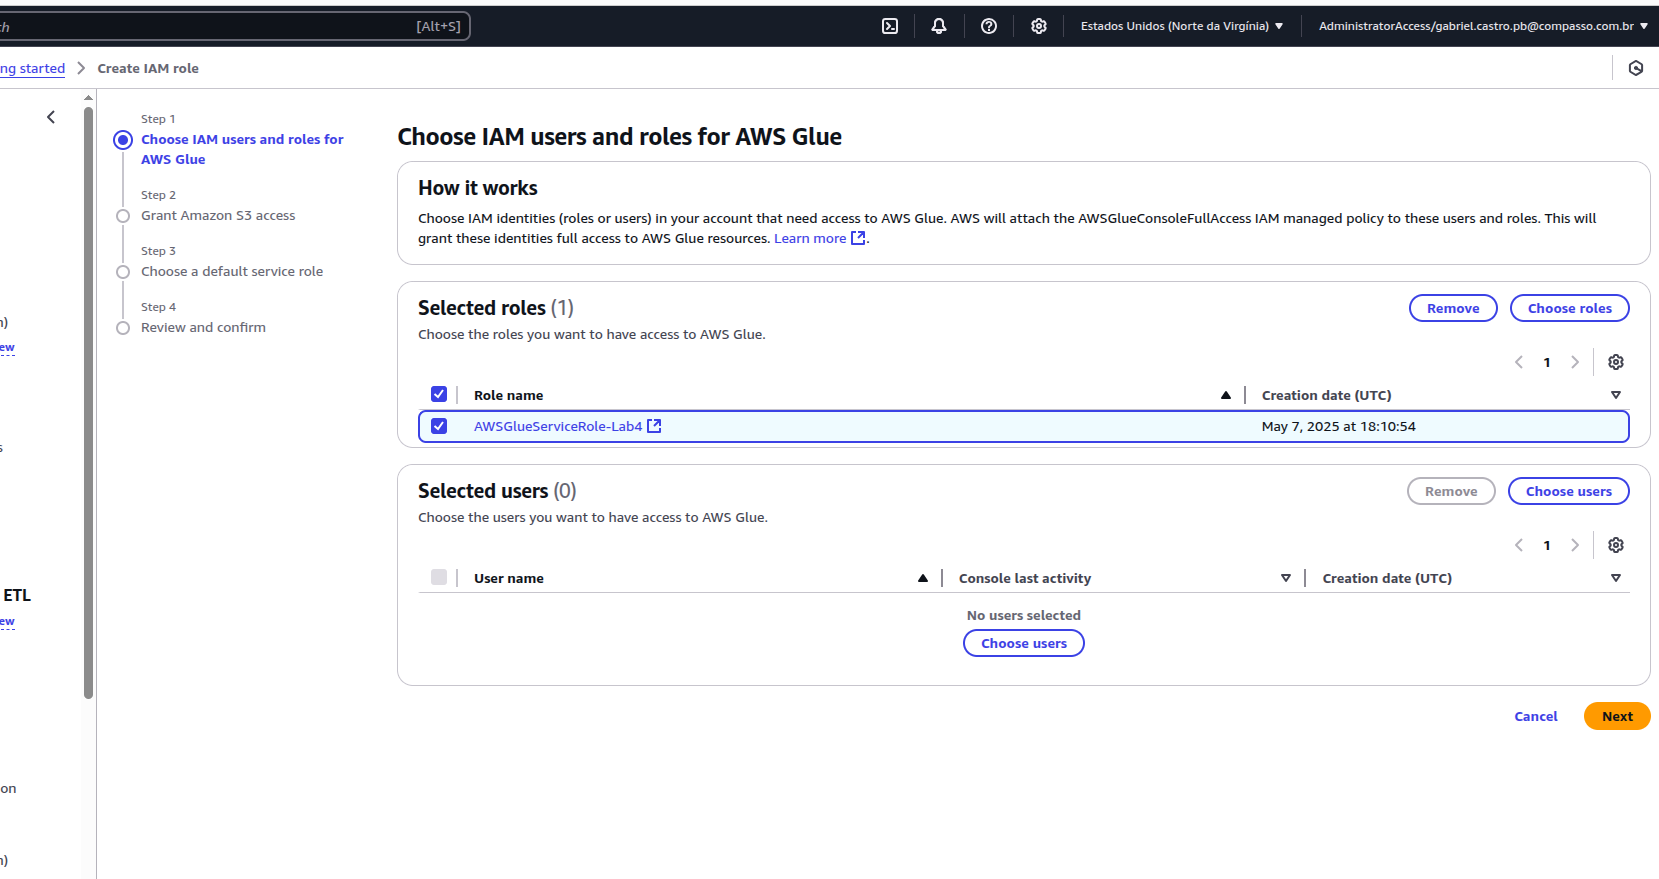 [Alt+S]
Estados Unidos (Norte da Virgínia)
AdministratorAccess/gabriel.castro.pb@compasso.com.br
ng started
Create IAM role
Step 1
Choose IAM users and roles for
AWS Glue
Step 2
Grant Amazon S3 access
Step 3
Choose a default service role
Step 4
Review and confirm
ew
ETL
ew
on
Choose IAM users and roles for AWS Glue
How it works
Choose IAM identities (roles or users) in your account that need access to AWS Glue. AWS will attach the AWSGlueConsoleFullAccess IAM managed policy to these users and roles. This will
grant these identities full access to AWS Glue resources. Learn more .
Selected roles (1)
Remove
Choose roles
Choose the roles you want to have access to AWS Glue.
1
Role name
Creation date (UTC)
AWSGlueServiceRole-Lab4
May 7, 2025 at 18:10:54
Selected users (0)
Remove
Choose users
Choose the users you want to have access to AWS Glue.
1
User name
Console last activity
Creation date (UTC)
No users selected
Choose users
Cancel
Next